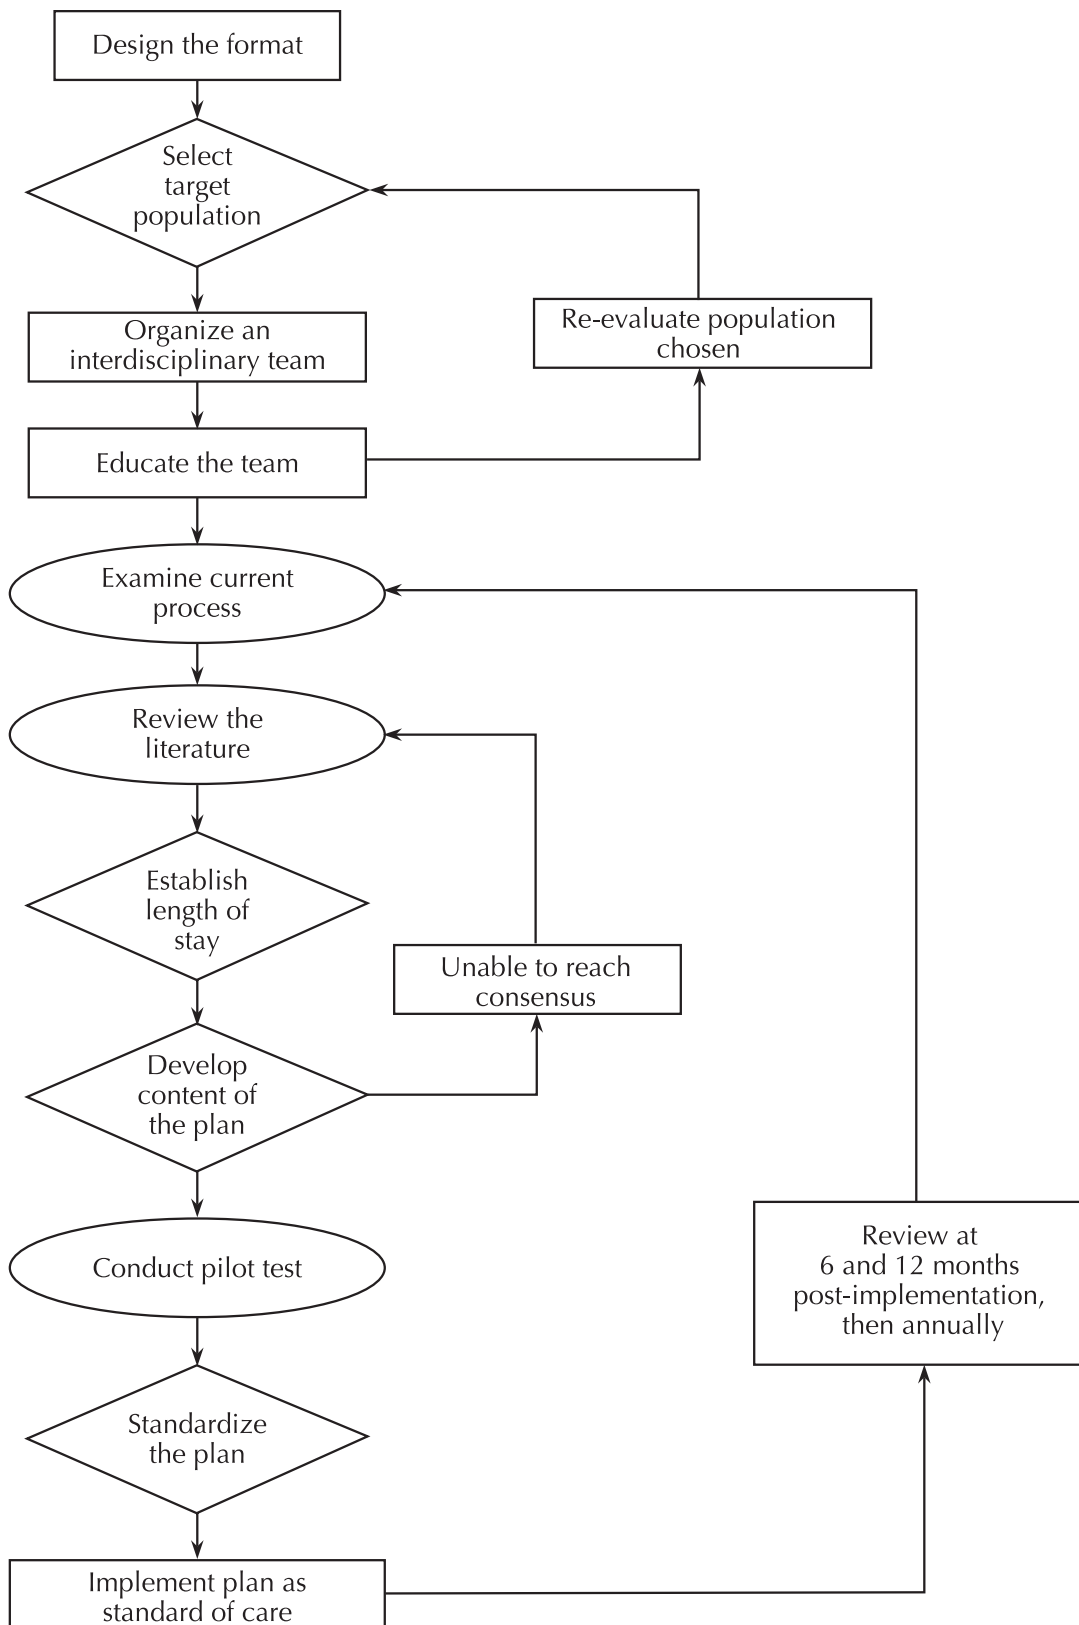 Design the format
Select
target
population
Organize an
interdisciplinary team
Re-evaluate population
chosen
Educate the team
Examine current
process
Review the
literature
Establish
length of
stay
Unable to reach
consensus
Develop
content of
the plan
Conduct pilot test
Review at
6 and 12 months
post-implementation,
then annually
Standardize
the plan
Implement plan as
standard of care